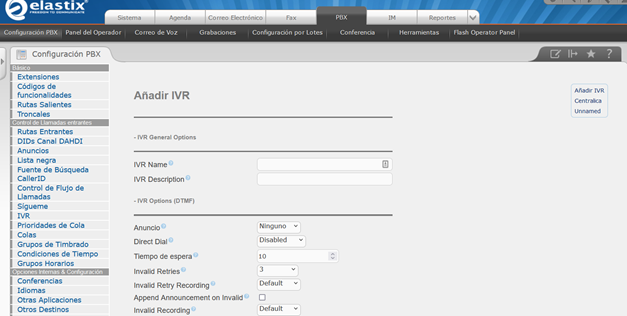 elastix
FREEDOM TO COMMUNICATE
Sistema
Agenda
Correo Electrónico
Fax
PBX
IM
Reportes
Configuración PBX
Panel del Operador
Correo de Voz
Grabaciones
Configuración por Lotes
Conferencia
Herramientas
Flash Operator Panel
Configuración PBX
Básico
Extensiones
Códigos de
funcionalidades
Rutas Salientes
Troncales
Control de Llamadas entrantes
Rutas Entrantes
DIDs Canal DAHDI
Anuncios
Lista negra
Fuente de Búsqueda
CallerID
Control de Flujo de
Llamadas
Sígueme
IVR
Prioridades de Cola
Colas
Grupos de Timbrado
Condiciones de Tiempo
Grupos Horarios
Opciones Internas & Configuración
Conferencias
Idiomas
Otras Aplicaciones
Otros Destinos
Añadir IVR
- IVR General Options
IVR Name
IVR Description
- IVR Options (DTMF)
Anuncio Ninguno
Direct Dial Disabled
Tiempo de espera 10
Invalid Retries 3
Invalid Retry Recording Default
Append Announcement on Invalid
Invalid Recording Default
Añadir IVR
Centralica
Unnamed